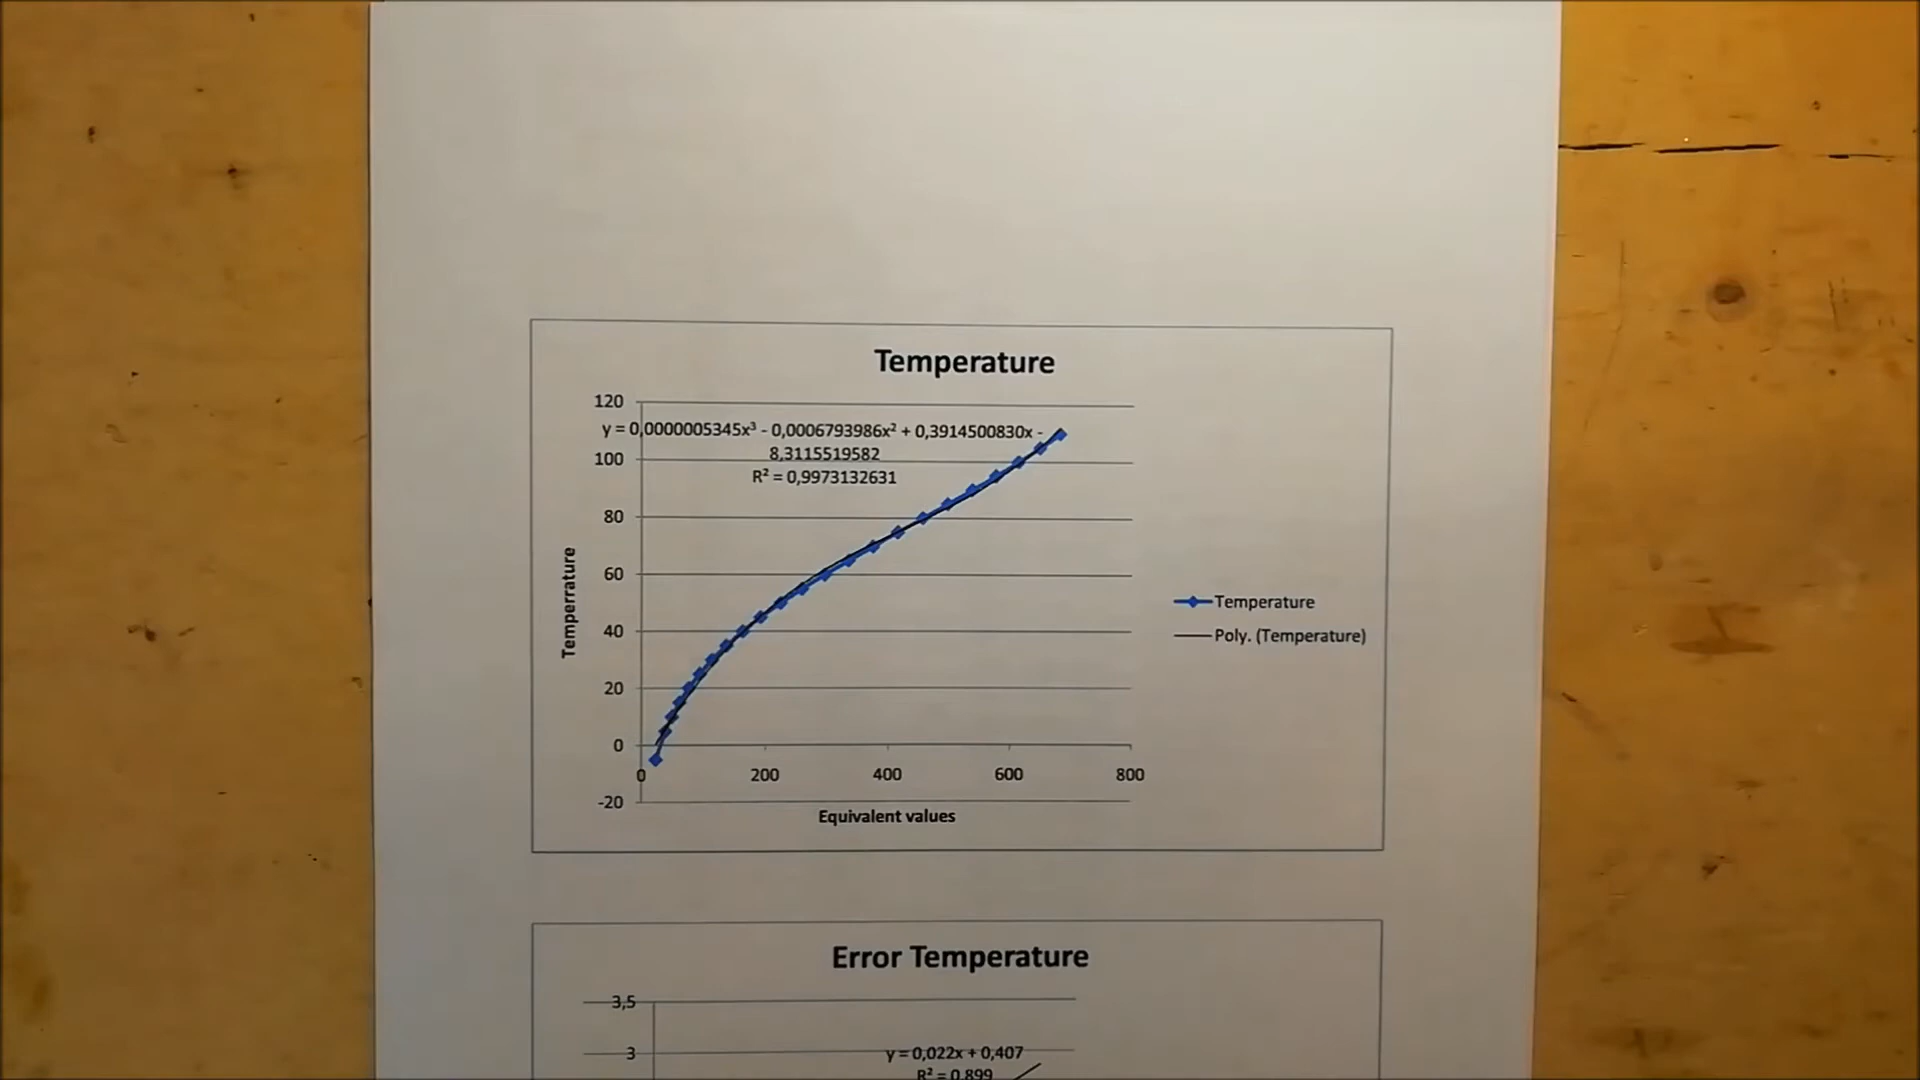 Temperature
120
y = 0,0000005345x³ - 0,0006793986x² + 0,3914500830x -
8,3115519582
100
R² = 0,9973132631
80
60
40
20
0
-20
Temperrature
0 200 400 600 800
Equivalent values
Temperature
Poly. (Temperature)
Error Temperature
3,5
3
y = 0,022x + 0,407
R² = 0,899